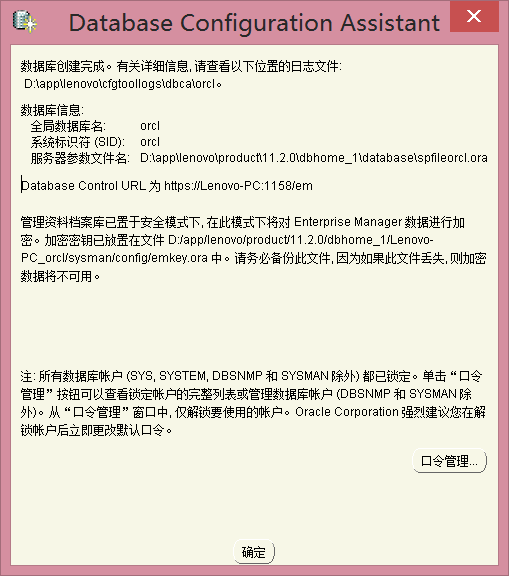 Database Configuration Assistant
数据库创建完成。有关详细信息, 请查看以下位置的日志文件:
D:\app\lenovo\cfgtoollogs\dbca\orcl。
数据库信息:
全局数据库名: orcl
系统标识符 (SID): orcl
服务器参数文件名: D:\app\lenovo\product\11.2.0\dbhome_1\database\spfileorcl.ora
Database Control URL 为 https://Lenovo-PC:1158/em
管理资料档案库已置于安全模式下, 在此模式下将对 Enterprise Manager 数据进行加
密。加密密钥已放置在文件 D:/app/lenovo/product/11.2.0/dbhome_1/Lenovo-
PC_orcl/sysman/config/emkey.ora 中。请务必备份此文件, 因为如果此文件丢失, 则加密
数据将不可用。
注: 所有数据库帐户 (SYS, SYSTEM, DBSNMP 和 SYSMAN 除外) 都已锁定。单击“口令
管理”按钮可以查看锁定帐户的完整列表或管理数据库帐户 (DBSNMP 和 SYSMAN 除
外)。从“口令管理”窗口中, 仅解锁要使用的帐户。Oracle Corporation 强烈建议您在解
锁帐户后立即更改默认口令。
口令管理...
确定